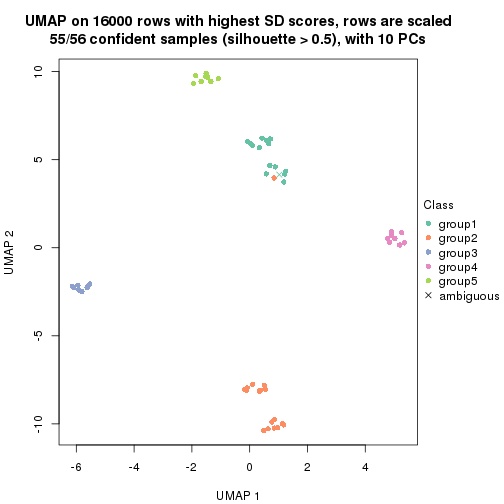 UMAP on 16000 rows with highest SD scores, rows are scaled
55/56 confident samples (silhouette > 0.5), with 10 PCs
10
5
0
-5
-10
UMAP 2
-6
-4
-2
0
2
4
UMAP 1
Class
group1
group2
group3
group4
group5
ambiguous